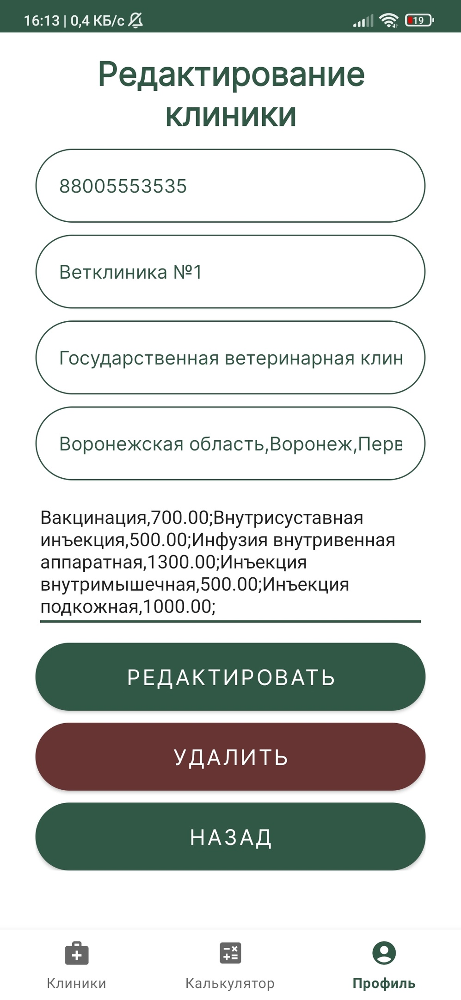 16:13 | 0,4 КБ/с
19
Редактирование
клиники
88005553535
Ветклиника №1
Государственная ветеринарная клин
Воронежская область,Воронеж,Перв
Вакцинация,700.00;Внутрисуставная
инъекция,500.00;Инфузия внутривенная
аппаратная,1300.00;Инъекция
внутримышечная,500.00;Инъекция
подкожная,1000.00;
РЕДАКТИРОВАТЬ
УДАЛИТЬ
НАЗАД
Клиники
Калькулятор
Профиль